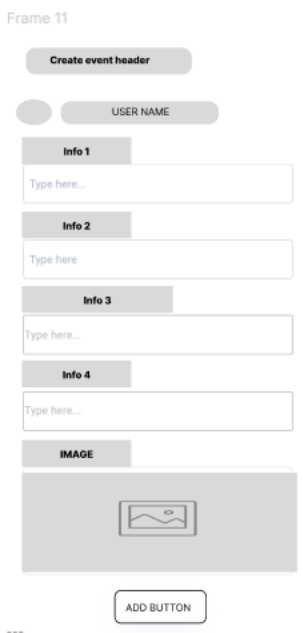 Frame 11
Create event header
USER NAME
Info 1
Type here...
Info 2
Type here
Info 3
Type here...
Info 4
Type here...
IMAGE
ADD BUTTON